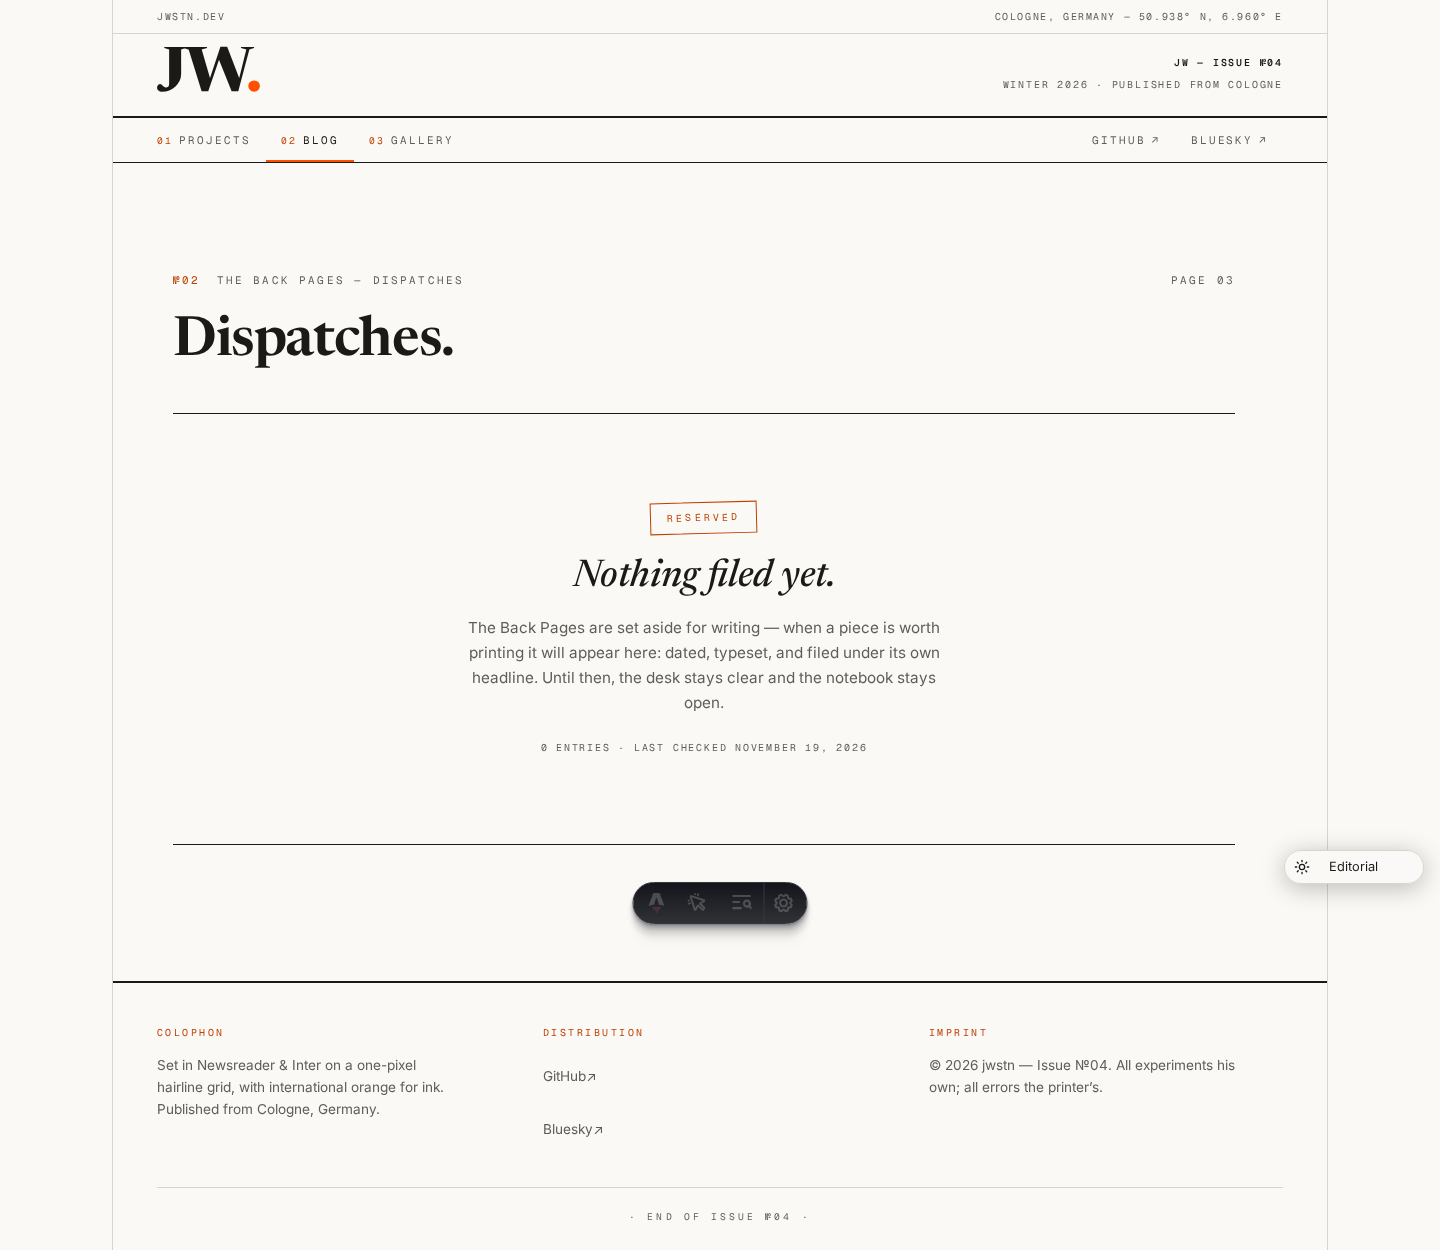 JWSTN.DEV
COLOGNE, GERMANY — 50.938° N, 6.960° E
JW.
JW — ISSUE №04
WINTER 2026 · PUBLISHED FROM COLOGNE
01 PROJECTS 02 BLOG 03 GALLERY GITHUB ↗ BLUESKY ↗
№02 THE BACK PAGES — DISPATCHES
PAGE 03
Dispatches.
RESERVED
Nothing filed yet.
The Back Pages are set aside for writing — when a piece is worth
printing it will appear here: dated, typeset, and filed under its own
headline. Until then, the desk stays clear and the notebook stays
open.
0 ENTRIES · LAST CHECKED NOVEMBER 19, 2026
Editorial
COLOPHON
Set in Newsreader & Inter on a one-pixel
hairline grid, with international orange for ink.
Published from Cologne, Germany.
DISTRIBUTION
GitHub↗
Bluesky↗
IMPRINT
© 2026 jwstn — Issue №04. All experiments his
own; all errors the printer’s.
· END OF ISSUE №04 ·